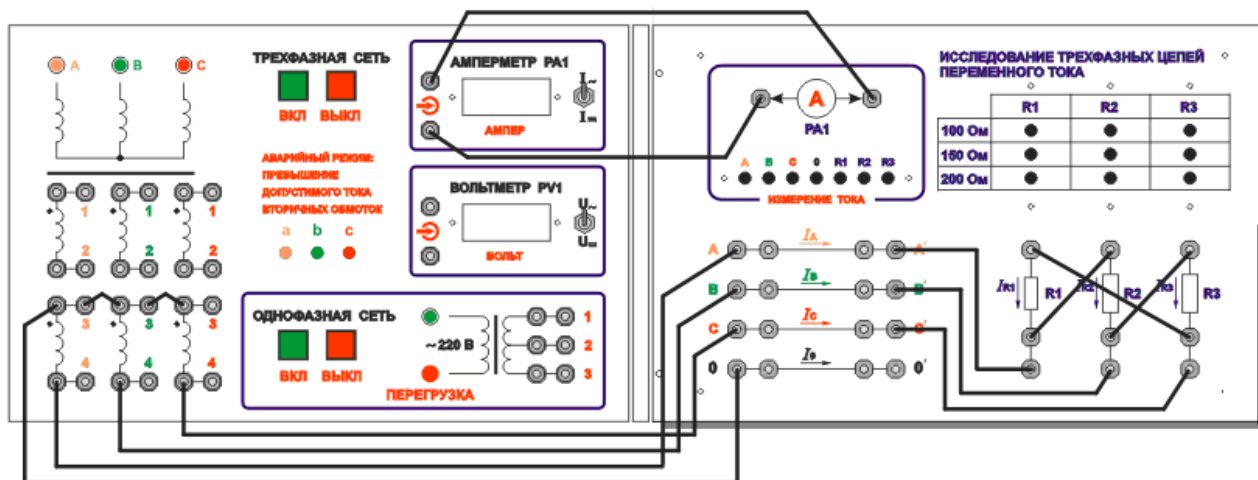 A B C
ТРЕХФАЗНАЯ СЕТЬ
ВКЛ ВЫКЛ
АВАРИЙНЫЙ РЕЖИМ:
ПРЕВЫШЕНИЕ
ДОПУСТИМОГО ТОКА
ВТОРИЧНЫХ ОБМОТОК
a b c
1 1 1
2 2 2
3 3 3
4 4 4
АМПЕРМЕТР PA1
I~
I=
АМПЕР
ВОЛЬТМЕТР PV1
U~
U=
ВОЛЬТ
ОДНОФАЗНАЯ СЕТЬ
ВКЛ ВЫКЛ
~220 В
1
2
3
ПЕРЕГРУЗКА
A
PA1
A B C 0 R1 R2 R3
ИЗМЕРЕНИЕ ТОКА
ИССЛЕДОВАНИЕ ТРЕХФАЗНЫХ ЦЕПЕЙ
ПЕРЕМЕННОГО ТОКА
R1 R2 R3
100 Ом
150 Ом
200 Ом
A IA A'
B IB B'
C IC C'
0 I0 0'
IR1 R1 IR2 R2 IR3 R3